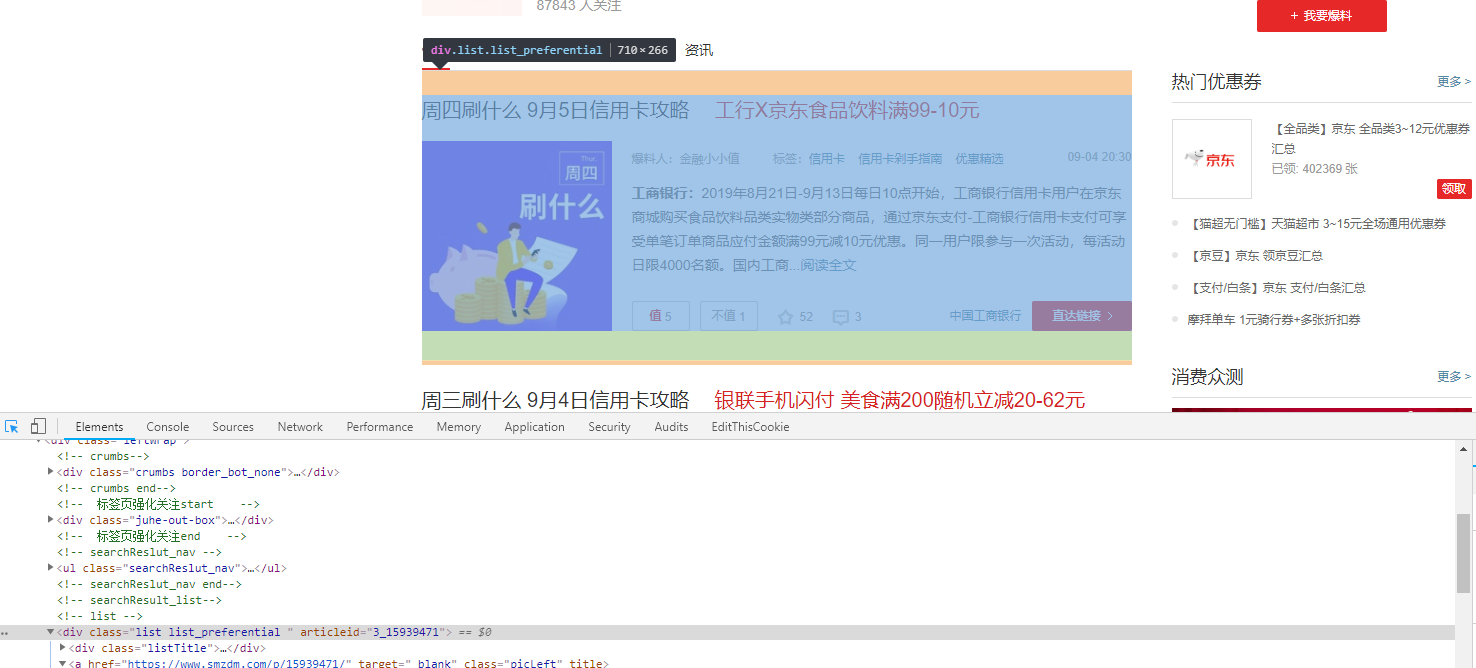 87843 人关注
+ 我要爆料
div.list.list_preferential 710×266 资讯
周四刷什么 9月5日信用卡攻略 工行X京东食品饮料满99-10元
Thur.
周四
刷什么
爆料人：金融小小值 标签：信用卡 信用卡剁手指南 优惠精选 09-04 20:30
工商银行：2019年8月21日-9月13日每日10点开始，工商银行信用卡用户在京东
商城购买食品饮料品类实物类部分商品，通过京东支付-工商银行信用卡支付可享
受单笔订单商品应付金额满99元减10元优惠。同一用户限参与一次活动，每活动
日限4000名额。国内工商...阅读全文
值 5 不值 1 52 3 中国工商银行 直达链接 >
周三刷什么 9月4日信用卡攻略 银联手机闪付 美食满200随机立减20-62元
热门优惠券 更多 >
京东
【全品类】京东 全品类3~12元优惠券
汇总
已领: 402369 张
领取
【猫超无门槛】天猫超市 3~15元全场通用优惠券
【京豆】京东 领京豆汇总
【支付/白条】京东 支付/白条汇总
摩拜单车 1元骑行券+多张折扣券
消费众测 更多 >
Elements Console Sources Network Performance Memory Application Security Audits EditThisCookie
<div class="leftWrap">
<!-- crumbs-->
<div class="crumbs border_bot_none">…</div>
<!-- crumbs end-->
<!-- 标签页强化关注start -->
<div class="juhe-out-box">…</div>
<!-- 标签页强化关注end -->
<!-- searchReslut_nav -->
<ul class="searchReslut_nav">…</ul>
<!-- searchReslut_nav end-->
<!-- searchResult_list-->
<!-- list -->
<div class="list list_preferential " articleid="3_15939471"> == $0
<div class="listTitle">…</div>
<a href="https://www.smzdm.com/p/15939471/" target="_blank" class="picLeft" title>